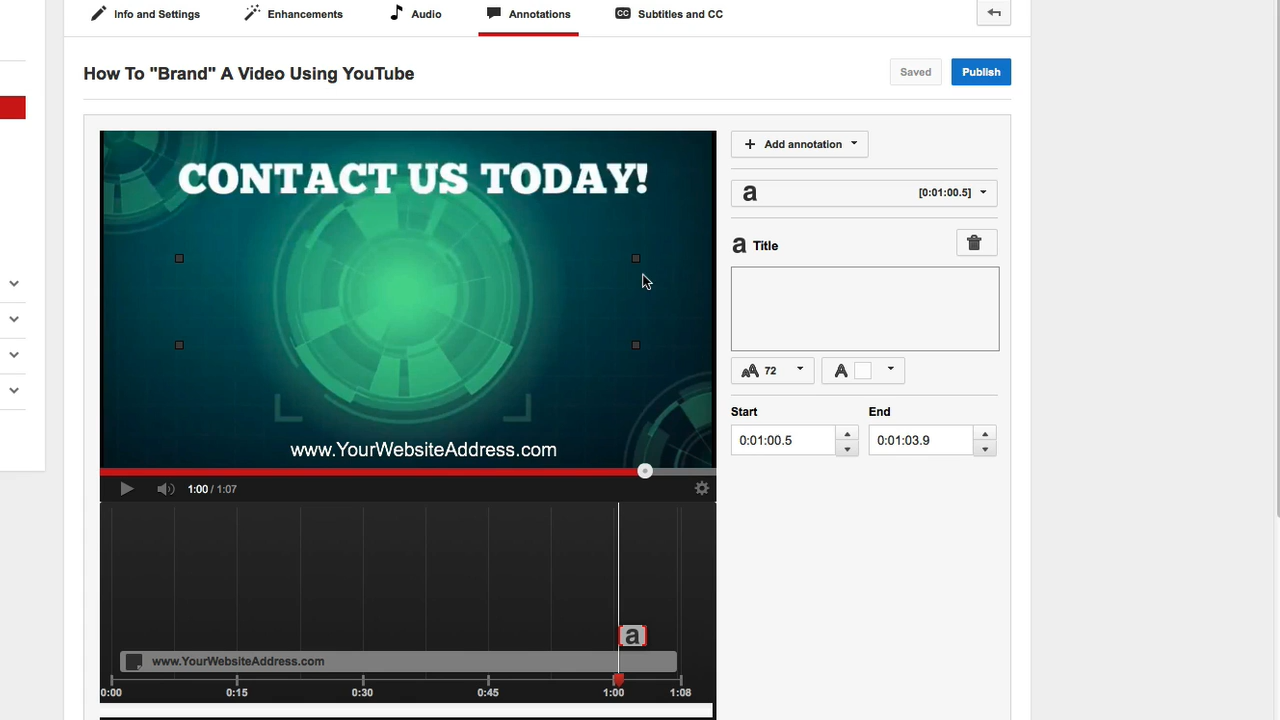 Info and Settings
Enhancements
Audio
Annotations
CC Subtitles and CC
How To "Brand" A Video Using YouTube
Saved
Publish
CONTACT US TODAY!
www.YourWebsiteAddress.com
1:00 / 1:07
+ Add annotation
a [0:01:00.5]
a Title
AA 72
A
Start
End
0:01:00.5
0:01:03.9
a
www.YourWebsiteAddress.com
0:00
0:15
0:30
0:45
1:00
1:08